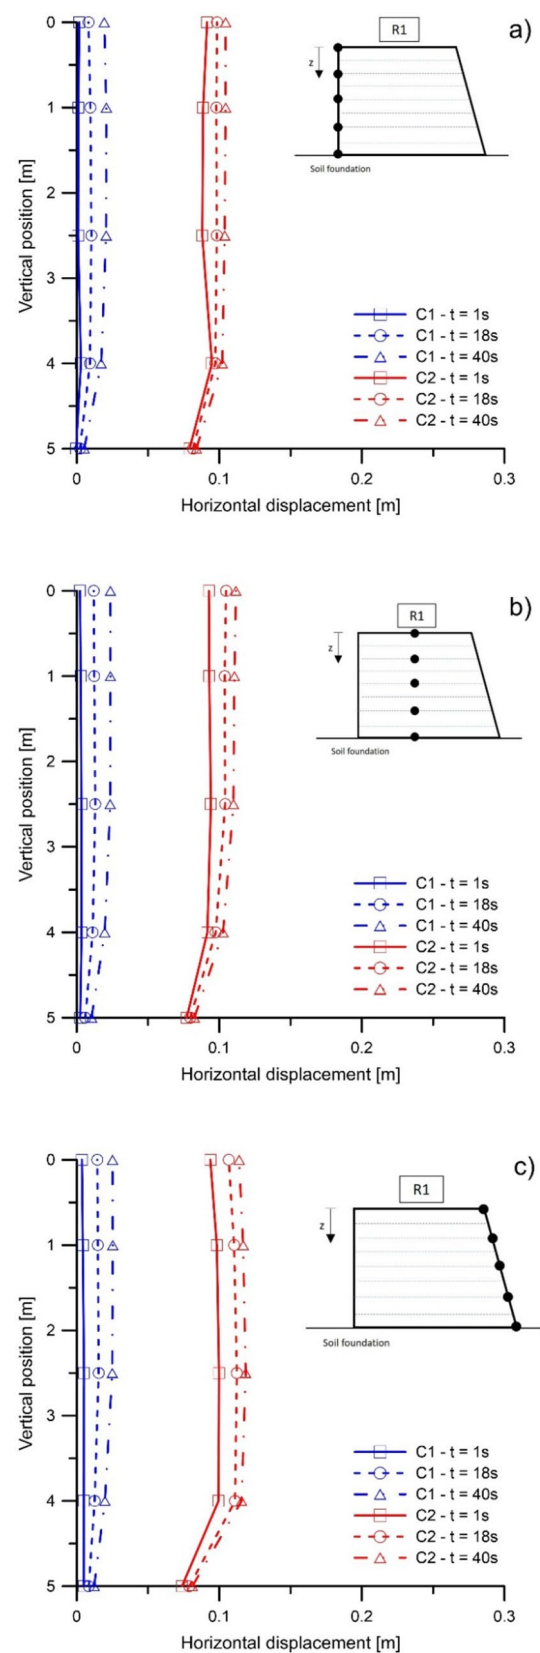 a)
R1
z
Soil foundation
0
1
2
3
4
5
Vertical position [m]
C1 - t = 1s
C1 - t = 18s
C1 - t = 40s
C2 - t = 1s
C2 - t = 18s
C2 - t = 40s
0 0.1 0.2 0.3
Horizontal displacement [m]
b)
R1
z
Soil foundation
0
1
2
3
4
5
Vertical position [m]
C1 - t = 1s
C1 - t = 18s
C1 - t = 40s
C2 - t = 1s
C2 - t = 18s
C2 - t = 40s
0 0.1 0.2 0.3
Horizontal displacement [m]
c)
R1
z
Soil foundation
0
1
2
3
4
5
Vertical position [m]
C1 - t = 1s
C1 - t = 18s
C1 - t = 40s
C2 - t = 1s
C2 - t = 18s
C2 - t = 40s
0 0.1 0.2 0.3
Horizontal displacement [m]